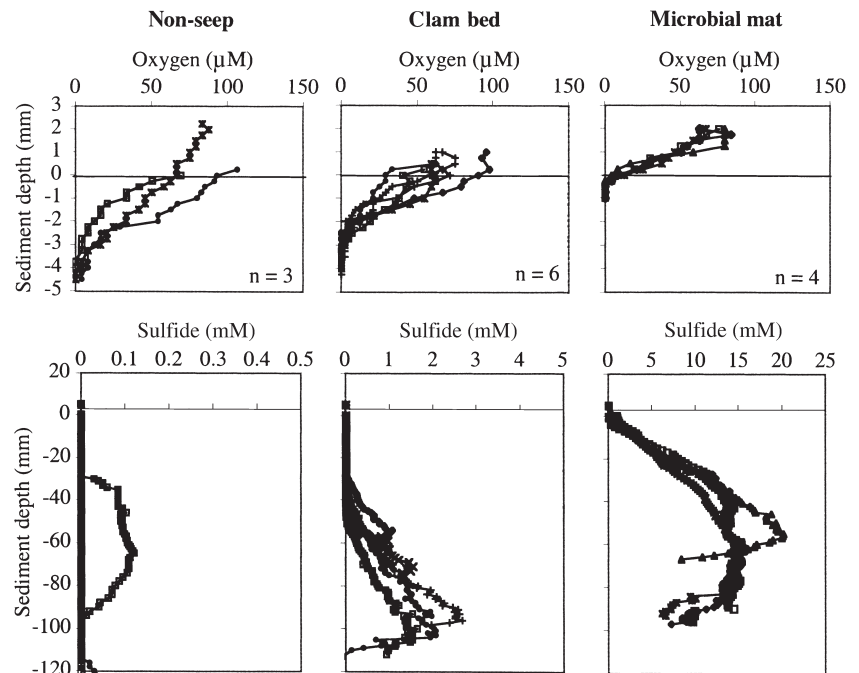 Non-seep Clam bed Microbial mat
Oxygen (µM) Oxygen (µM) Oxygen (µM)
0 50 100 150 0 50 100 150 0 50 100 150
Sediment depth (mm)
3
2
1
0
-1
-2
-3
-4
-5
n = 3 n = 6 n = 4
Sulfide (mM) Sulfide (mM) Sulfide (mM)
0 0.1 0.2 0.3 0.4 0.5 0 1 2 3 4 5 0 5 10 15 20 25
Sediment depth (mm)
20
0
-20
-40
-60
-80
-100
-120